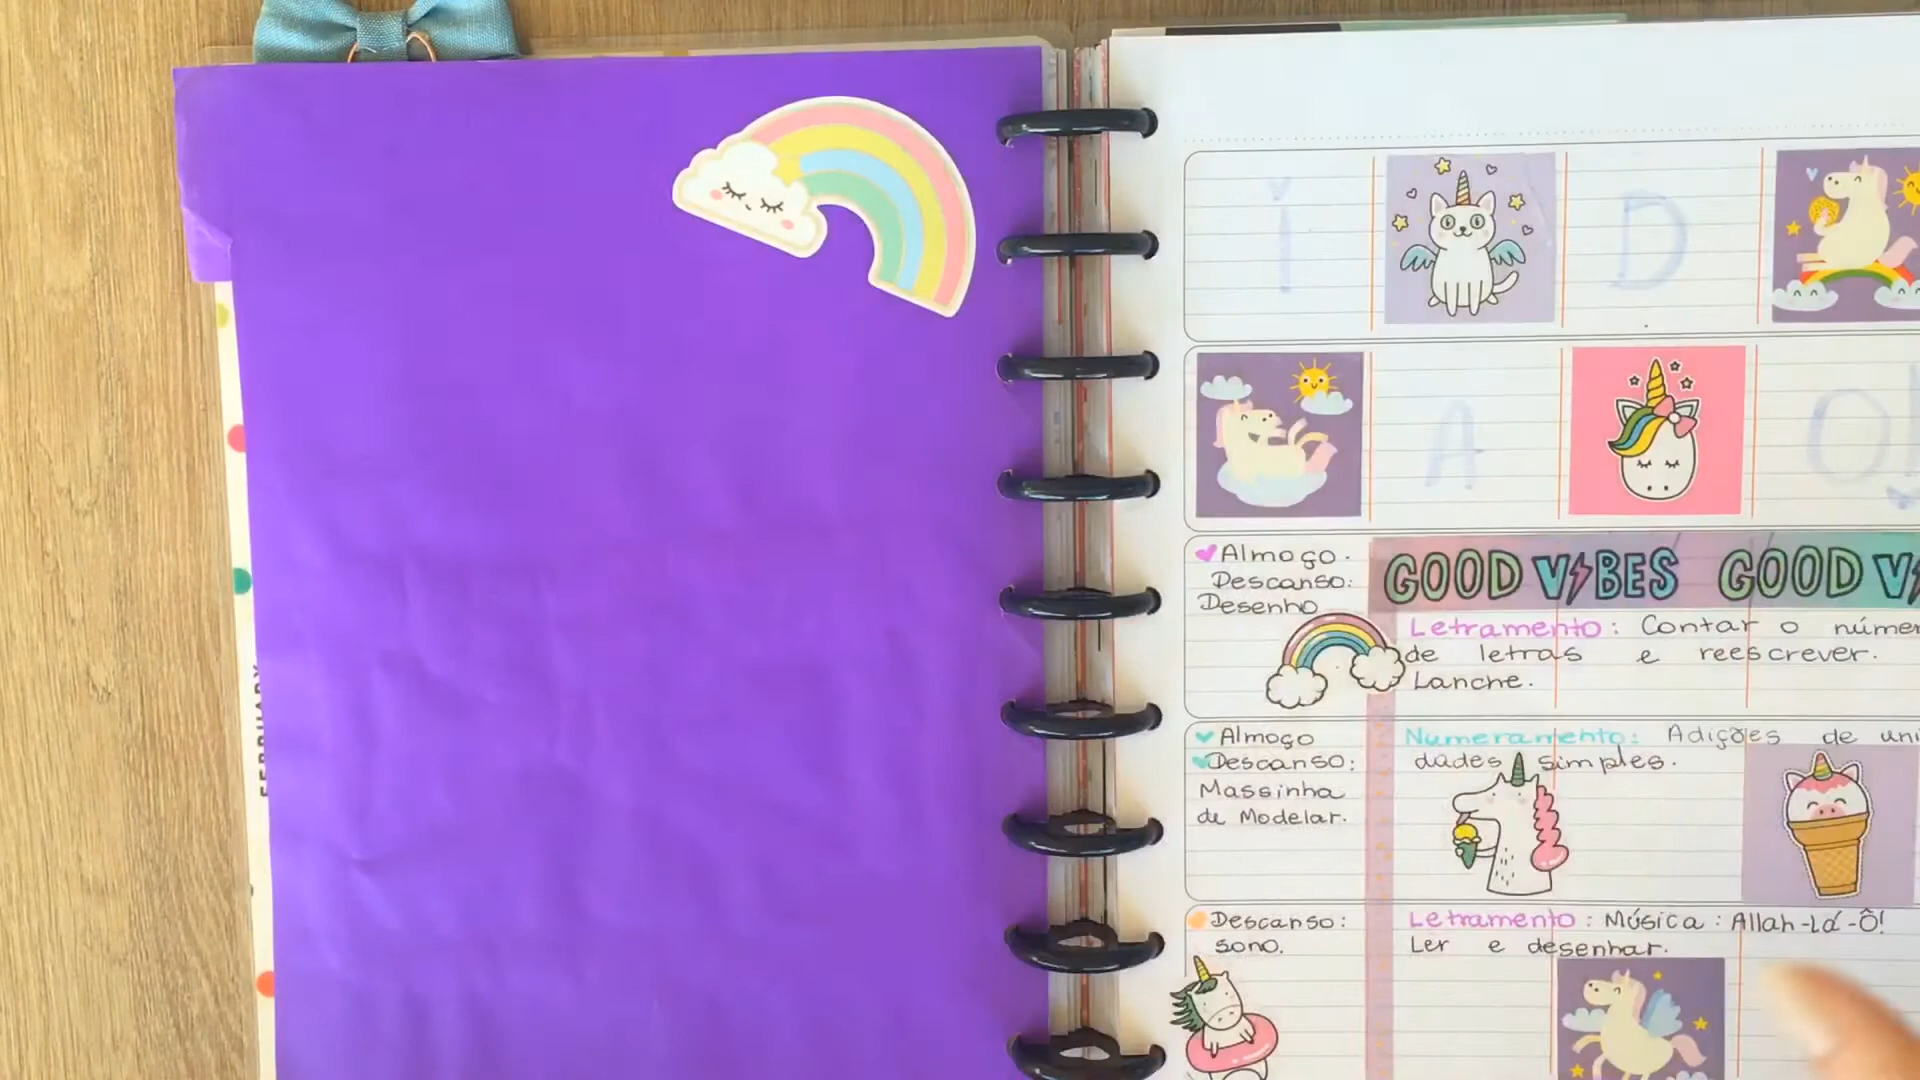 FEBRUARY
I D
A O!
Almoço.
Descanso:
Desenho
GOOD VIBES GOOD V
Letramento: Contar o númer
de letras e reescrever.
Lanche.
Almoço
Descanso:
Massinha
de Modelar.
Numeramento: Adições de uni
dades simples.
Descanso:
sono.
Letramento: Música: Allah-Lá-Ô!
Ler e desenhar.